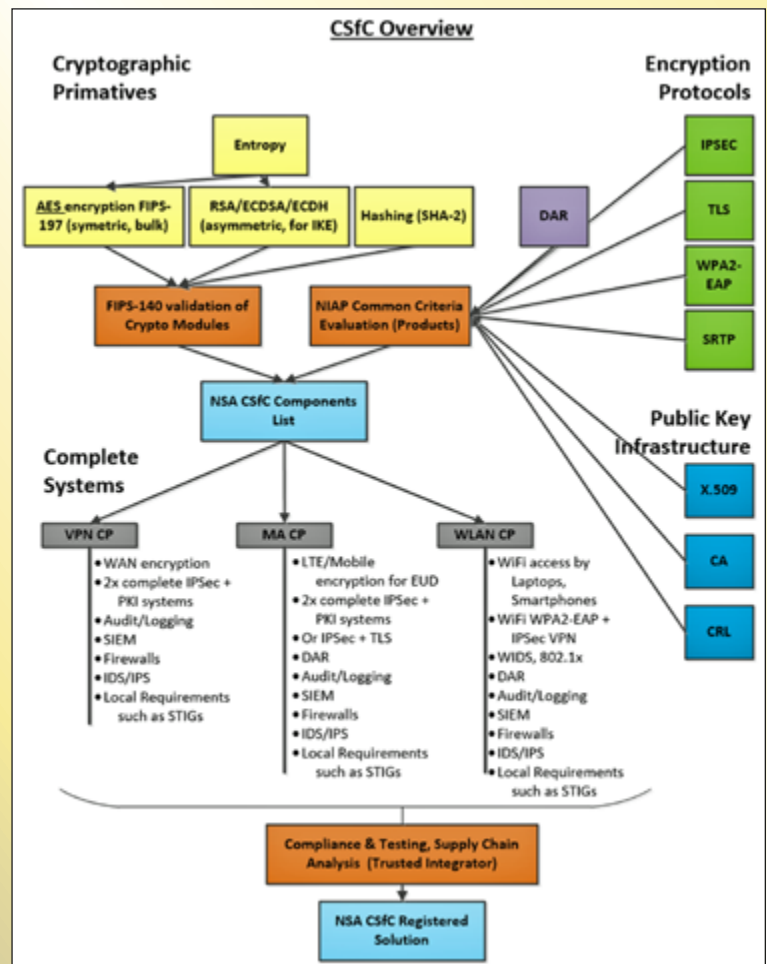 CSfC Overview
Cryptographic
Primatives
Encryption
Protocols
Entropy
IPSEC
AES encryption FIPS-
197 (symetric, bulk)
RSA/ECDSA/ECDH
(asymmetric, for IKE)
Hashing (SHA-2)
DAR
TLS
WPA2-
EAP
FIPS-140 validation of
Crypto Modules
NIAP Common Criteria
Evaluation (Products)
SRTP
NSA CSfC Components
List
Public Key
Infrastructure
Complete
Systems
X.509
CA
CRL
VPN CP
• WAN encryption
• 2x complete IPSec +
PKI systems
• Audit/Logging
• SIEM
• Firewalls
• IDS/IPS
• Local Requirements
such as STIGs
MA CP
• LTE/Mobile
encryption for EUD
• 2x complete IPSec +
PKI systems
• Or IPSec + TLS
• DAR
• Audit/Logging
• SIEM
• Firewalls
• IDS/IPS
• Local Requirements
such as STIGs
WLAN CP
• WiFi access by
Laptops,
Smartphones
• WiFi WPA2-EAP +
IPSec VPN
• WIDS, 802.1x
• DAR
• Audit/Logging
• SIEM
• Firewalls
• IDS/IPS
• Local Requirements
such as STIGs
Compliance & Testing, Supply Chain
Analysis (Trusted Integrator)
NSA CSfC Registered
Solution